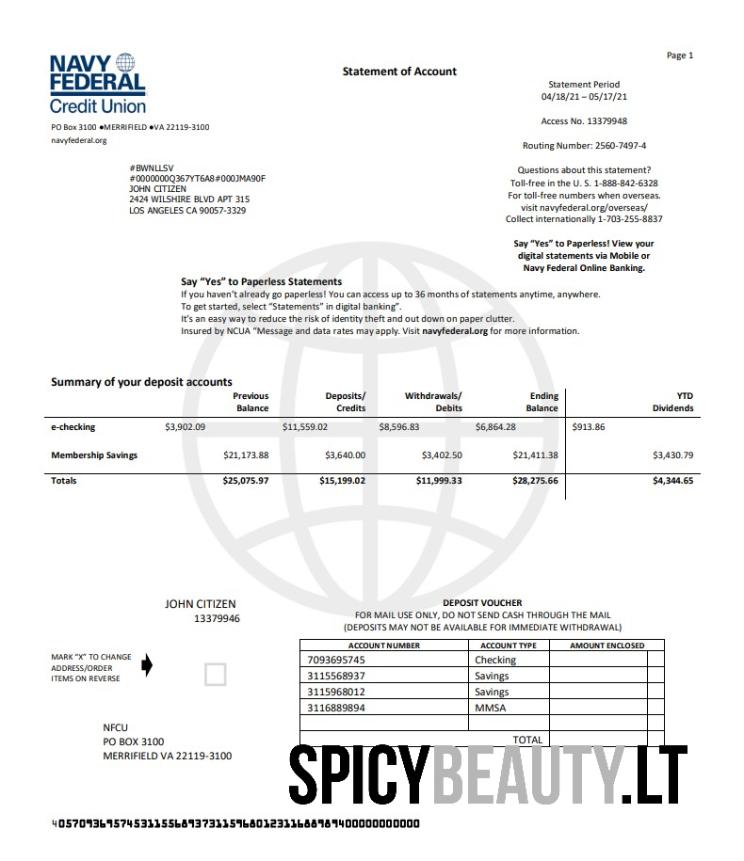 NAVY
FEDERAL
Credit Union
PO Box 3100 ●MERRIFIELD ●VA 22119-3100
navyfederal.org
Statement of Account
Page 1
Statement Period
04/18/21 – 05/17/21
Access No. 13379948
Routing Number: 2560-7497-4
Questions about this statement?
Toll-free in the U. S. 1-888-842-6328
For toll-free numbers when overseas.
visit navyfederal.org/overseas/
Collect internationally 1-703-255-8837
Say “Yes” to Paperless! View your
digital statements via Mobile or
Navy Federal Online Banking.
#BWNLLSV
#0000000Q367YT6A8#000JMA90F
JOHN CITIZEN
2424 WILSHIRE BLVD APT 315
LOS ANGELES CA 90057-3329
Say “Yes” to Paperless Statements
If you haven’t already go paperless! You can access up to 36 months of statements anytime, anywhere.
To get started, select “Statements” in digital banking”.
It’s an easy way to reduce the risk of identity theft and out down on paper clutter.
Insured by NCUA “Message and data rates may apply. Visit navyfederal.org for more information.
Summary of your deposit accounts
Previous Balance Deposits/ Credits Withdrawals/ Debits Ending Balance YTD Dividends
e-checking $3,902.09 $11,559.02 $8,596.83 $6,864.28 $913.86
Membership Savings $21,173.88 $3,640.00 $3,402.50 $21,411.38 $3,430.79
Totals $25,075.97 $15,199.02 $11,999.33 $28,275.66 $4,344.65
JOHN CITIZEN
13379946
MARK “X” TO CHANGE
ADDRESS/ORDER
ITEMS ON REVERSE
NFCU
PO BOX 3100
MERRIFIELD VA 22119-3100
DEPOSIT VOUCHER
FOR MAIL USE ONLY, DO NOT SEND CASH THROUGH THE MAIL
(DEPOSITS MAY NOT BE AVAILABLE FOR IMMEDIATE WITHDRAWAL)
ACCOUNT NUMBER ACCOUNT TYPE AMOUNT ENCLOSED
7093695745 Checking
3115568937 Savings
3115968012 Savings
3116889894 MMSA
TOTAL
SPICYBEAUTY.LT
405709369574531155689373115968012311688989400000000000